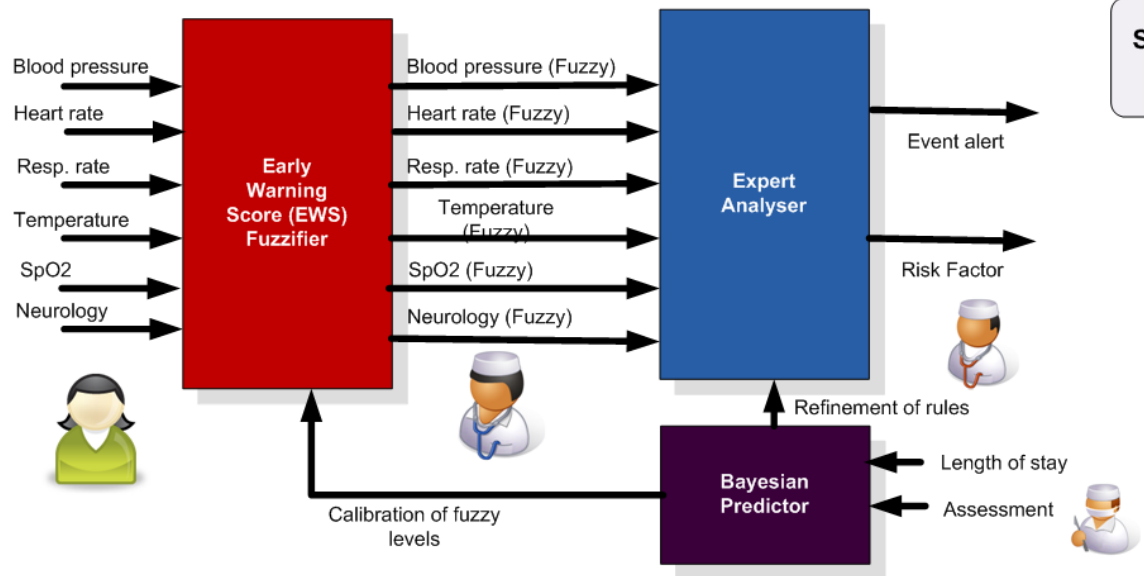 Blood pressure
Heart rate
Resp. rate
Temperature
SpO2
Neurology
Early
Warning
Score (EWS)
Fuzzifier
Blood pressure (Fuzzy)
Heart rate (Fuzzy)
Resp. rate (Fuzzy)
Temperature
(Fuzzy)
SpO2 (Fuzzy)
Neurology (Fuzzy)
Expert
Analyser
Event alert
Risk Factor
Refinement of rules
Bayesian
Predictor
Length of stay
Assessment
Calibration of fuzzy
levels